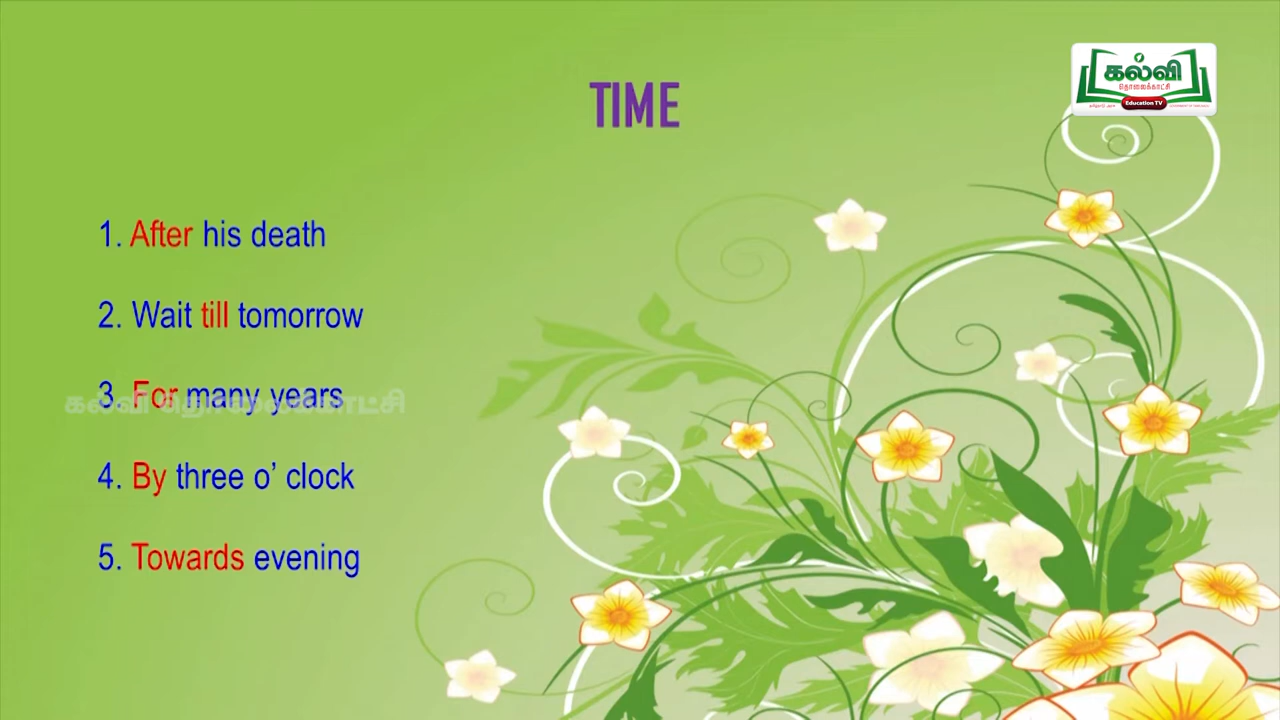 கல்வி
தொலைக்காட்சி
Education TV
TIME
1. After his death
2. Wait till tomorrow
3. For many years
கல்வி தொலைக்காட்சி
4. By three o’ clock
5. Towards evening